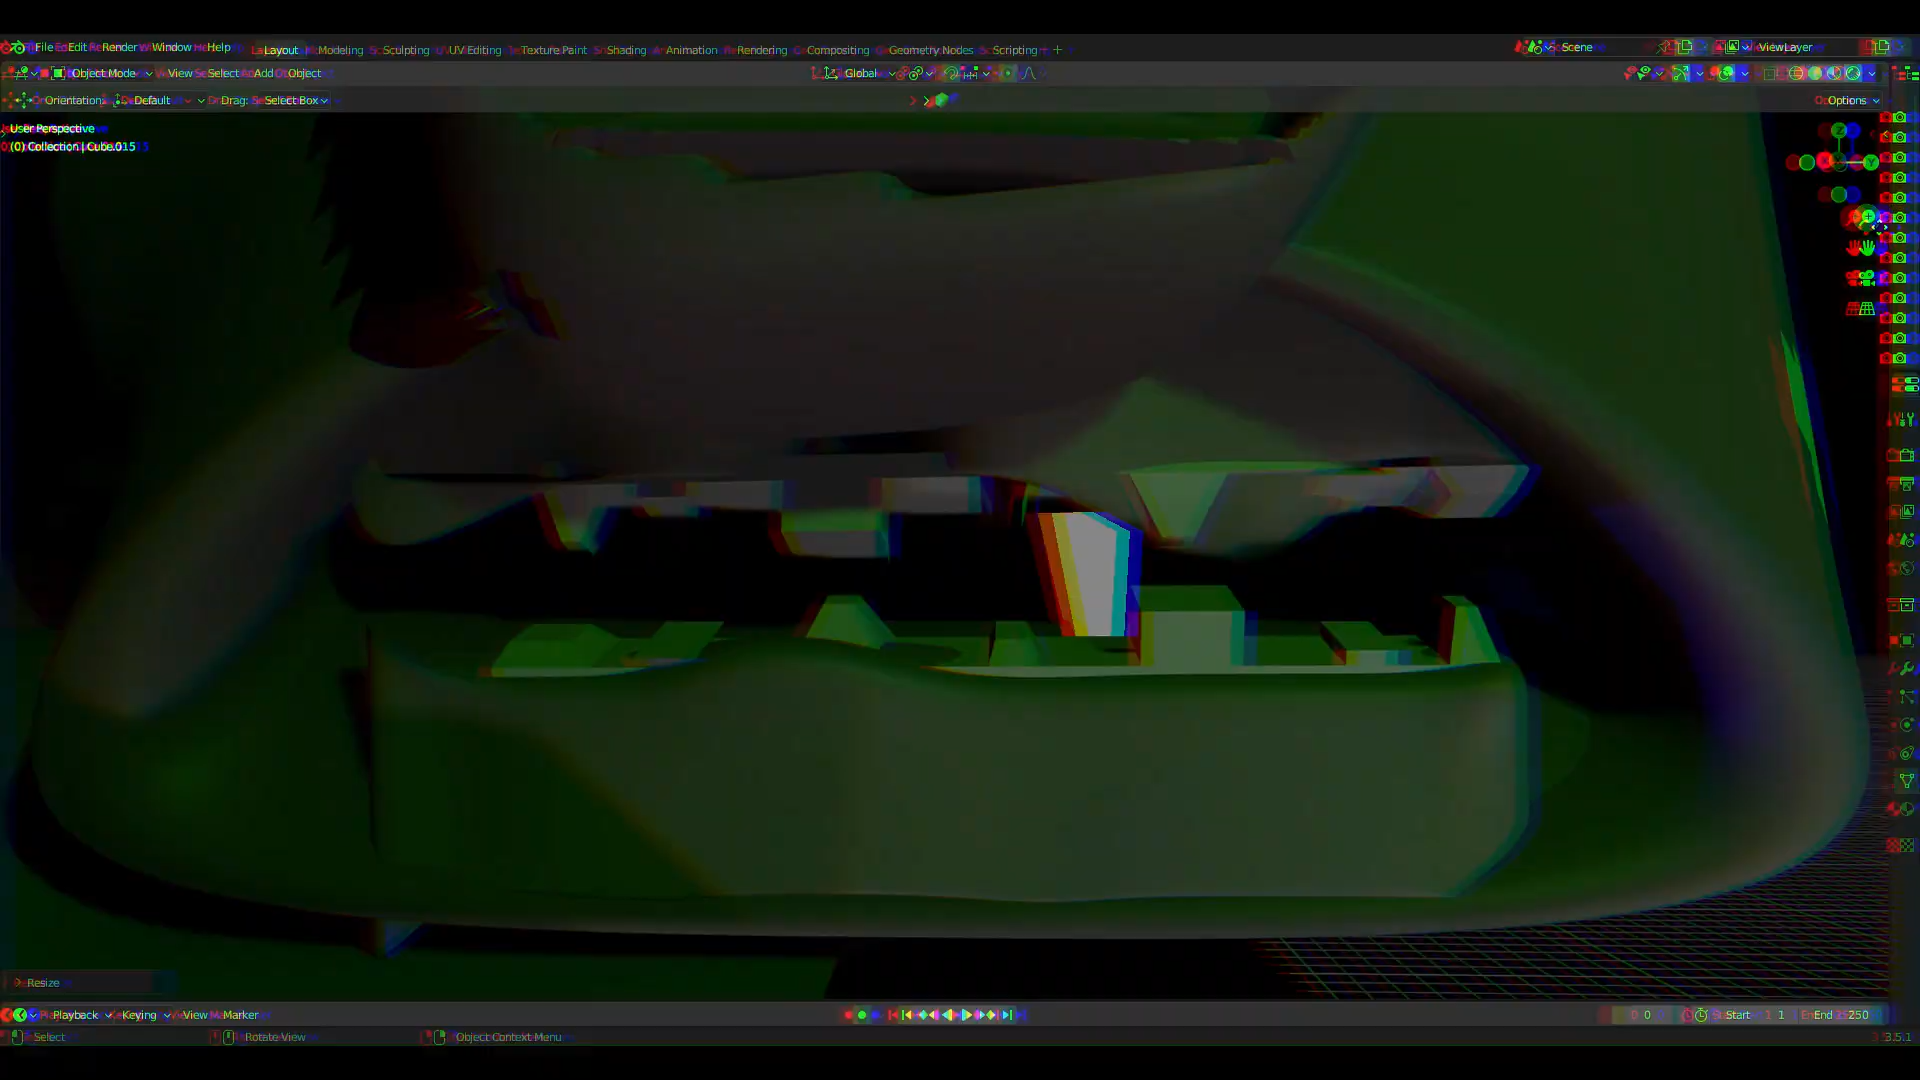 File Edit Render Window Help Layout Modeling Sculpting UV Editing Texture Paint Shading Animation Rendering Compositing Geometry Nodes Scripting + Scene ViewLayer
Object Mode View Select Add Object Global
Orientation: Default Drag: Select Box Options
User Perspective
(0) Collection | Cube.015
Resize
Playback Keying View Marker 0 Start 1 End 250
Select Rotate View Object Context Menu 3.5.1